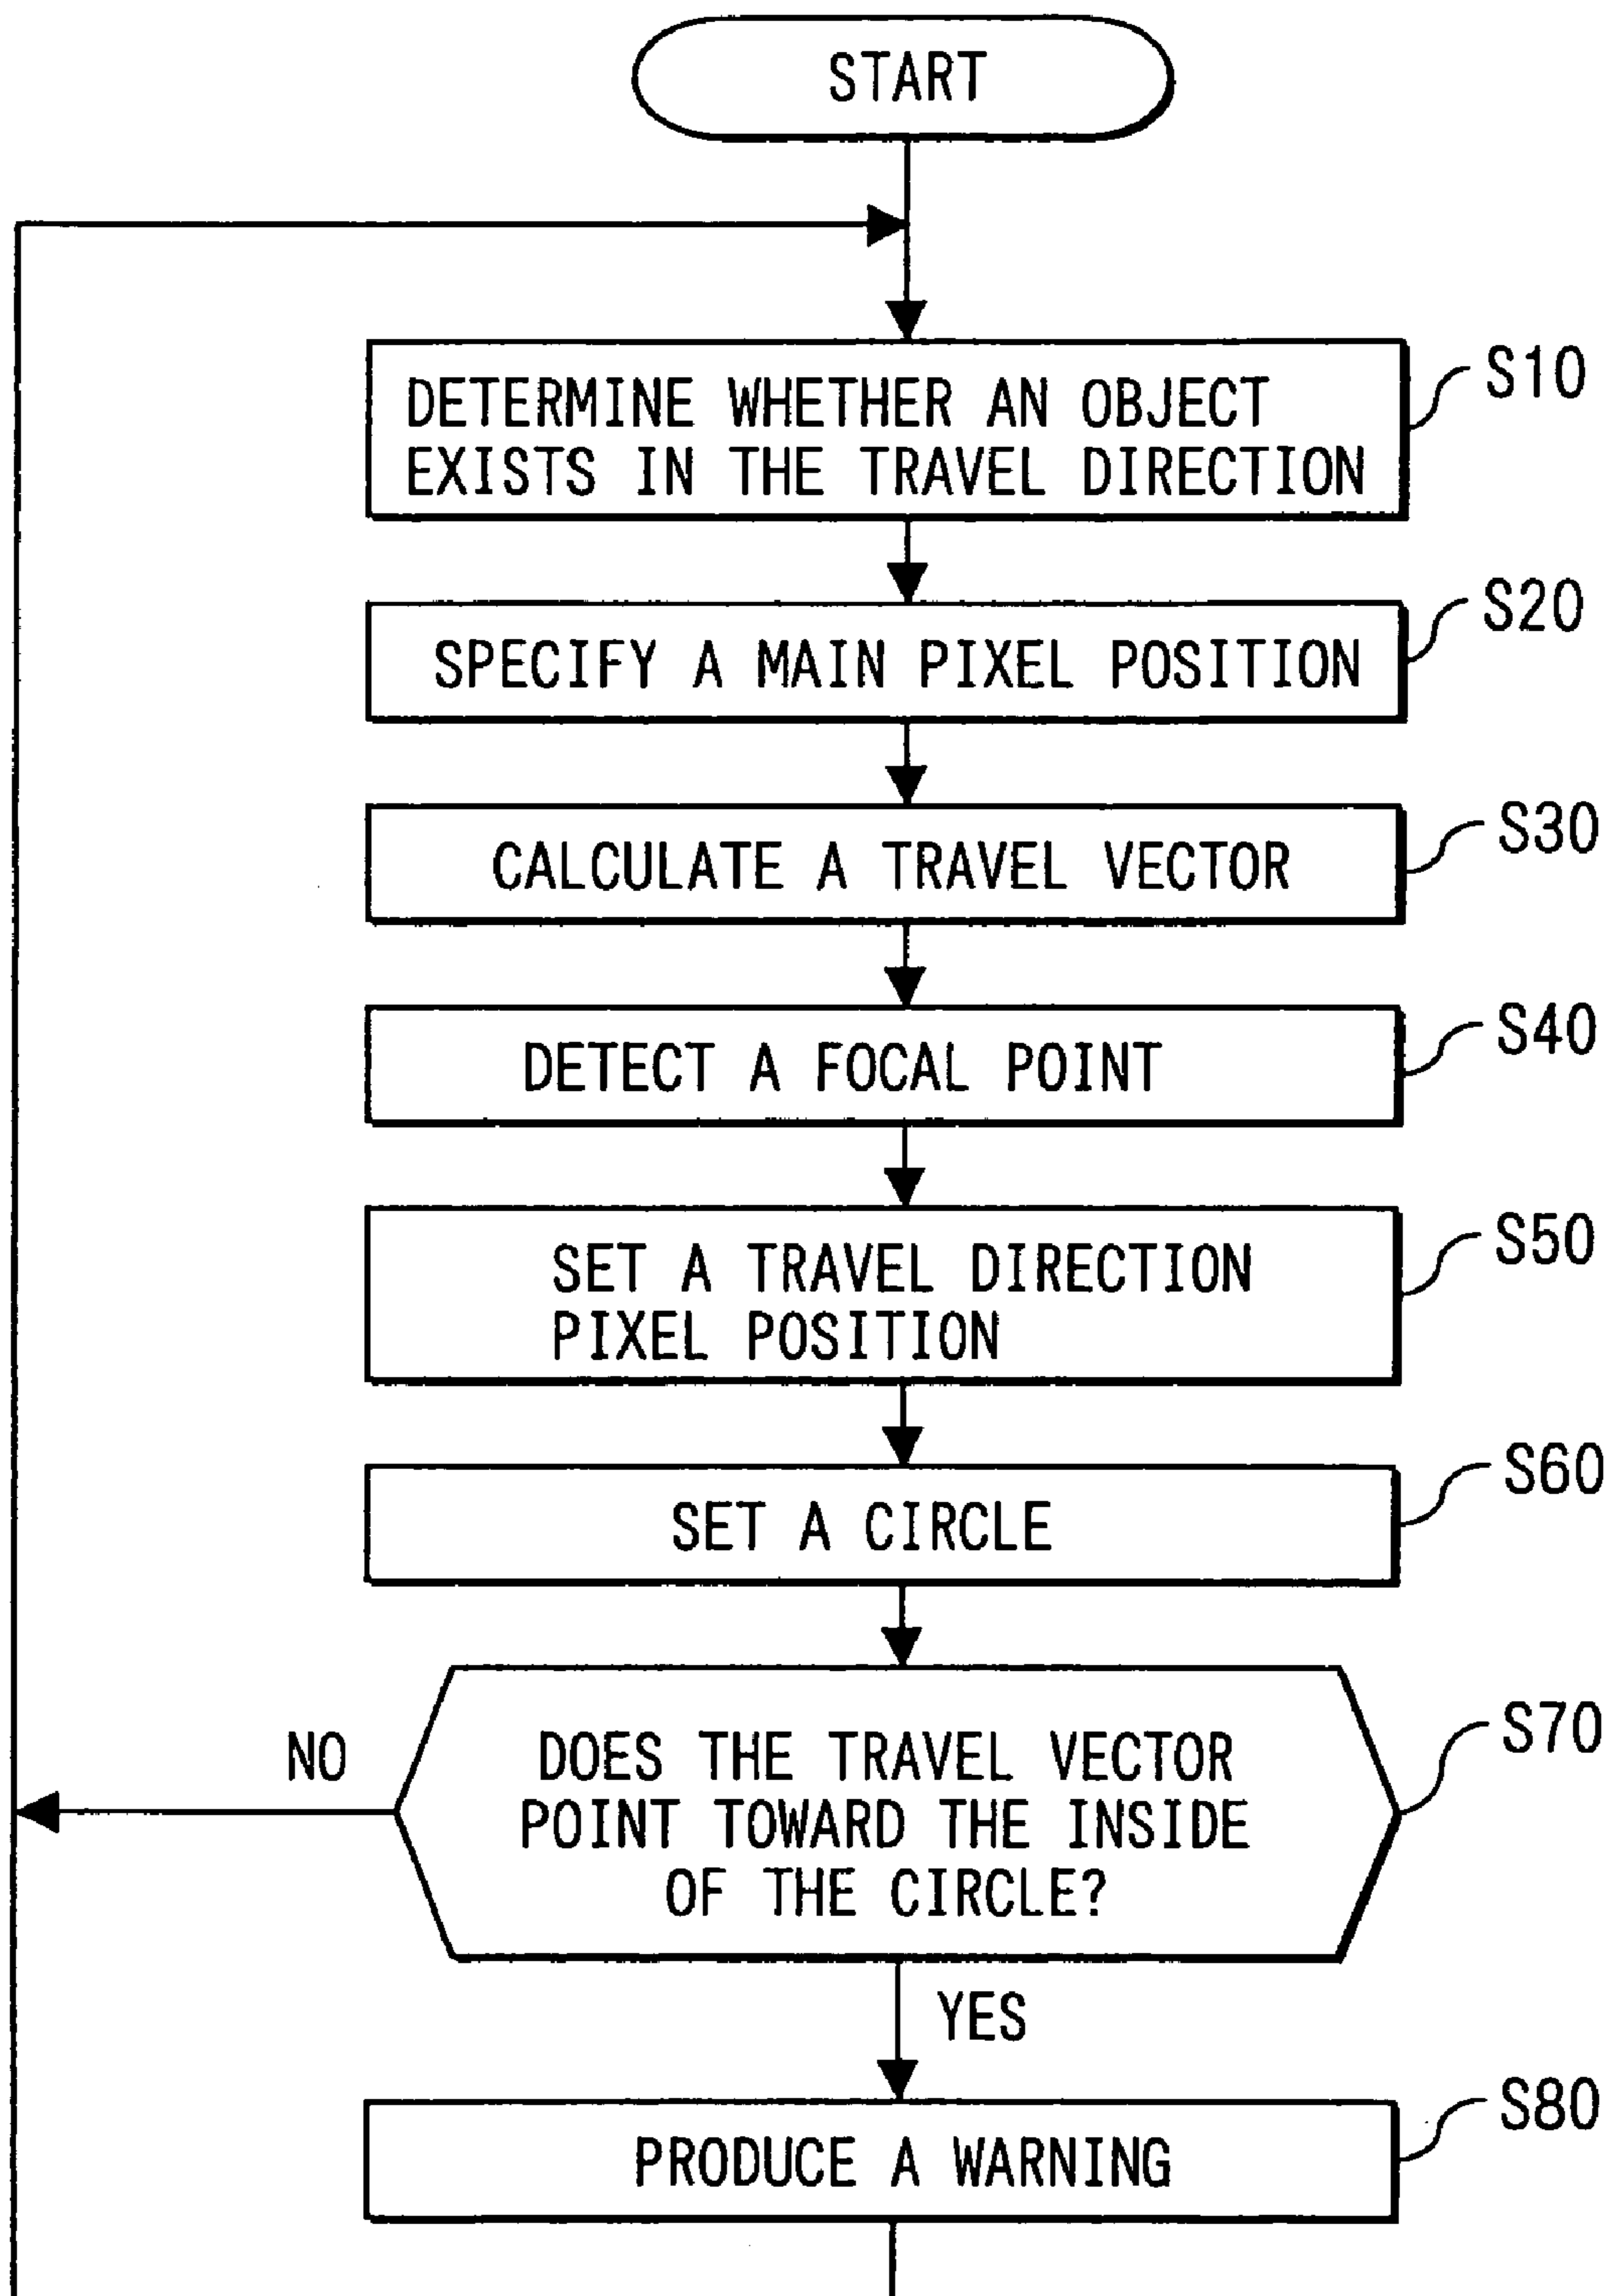 START
DETERMINE WHETHER AN OBJECT
EXISTS IN THE TRAVEL DIRECTION
S10
SPECIFY A MAIN PIXEL POSITION
S20
CALCULATE A TRAVEL VECTOR
S30
DETECT A FOCAL POINT
S40
SET A TRAVEL DIRECTION
PIXEL POSITION
S50
SET A CIRCLE
S60
DOES THE TRAVEL VECTOR
POINT TOWARD THE INSIDE
OF THE CIRCLE?
S70
NO
YES
PRODUCE A WARNING
S80